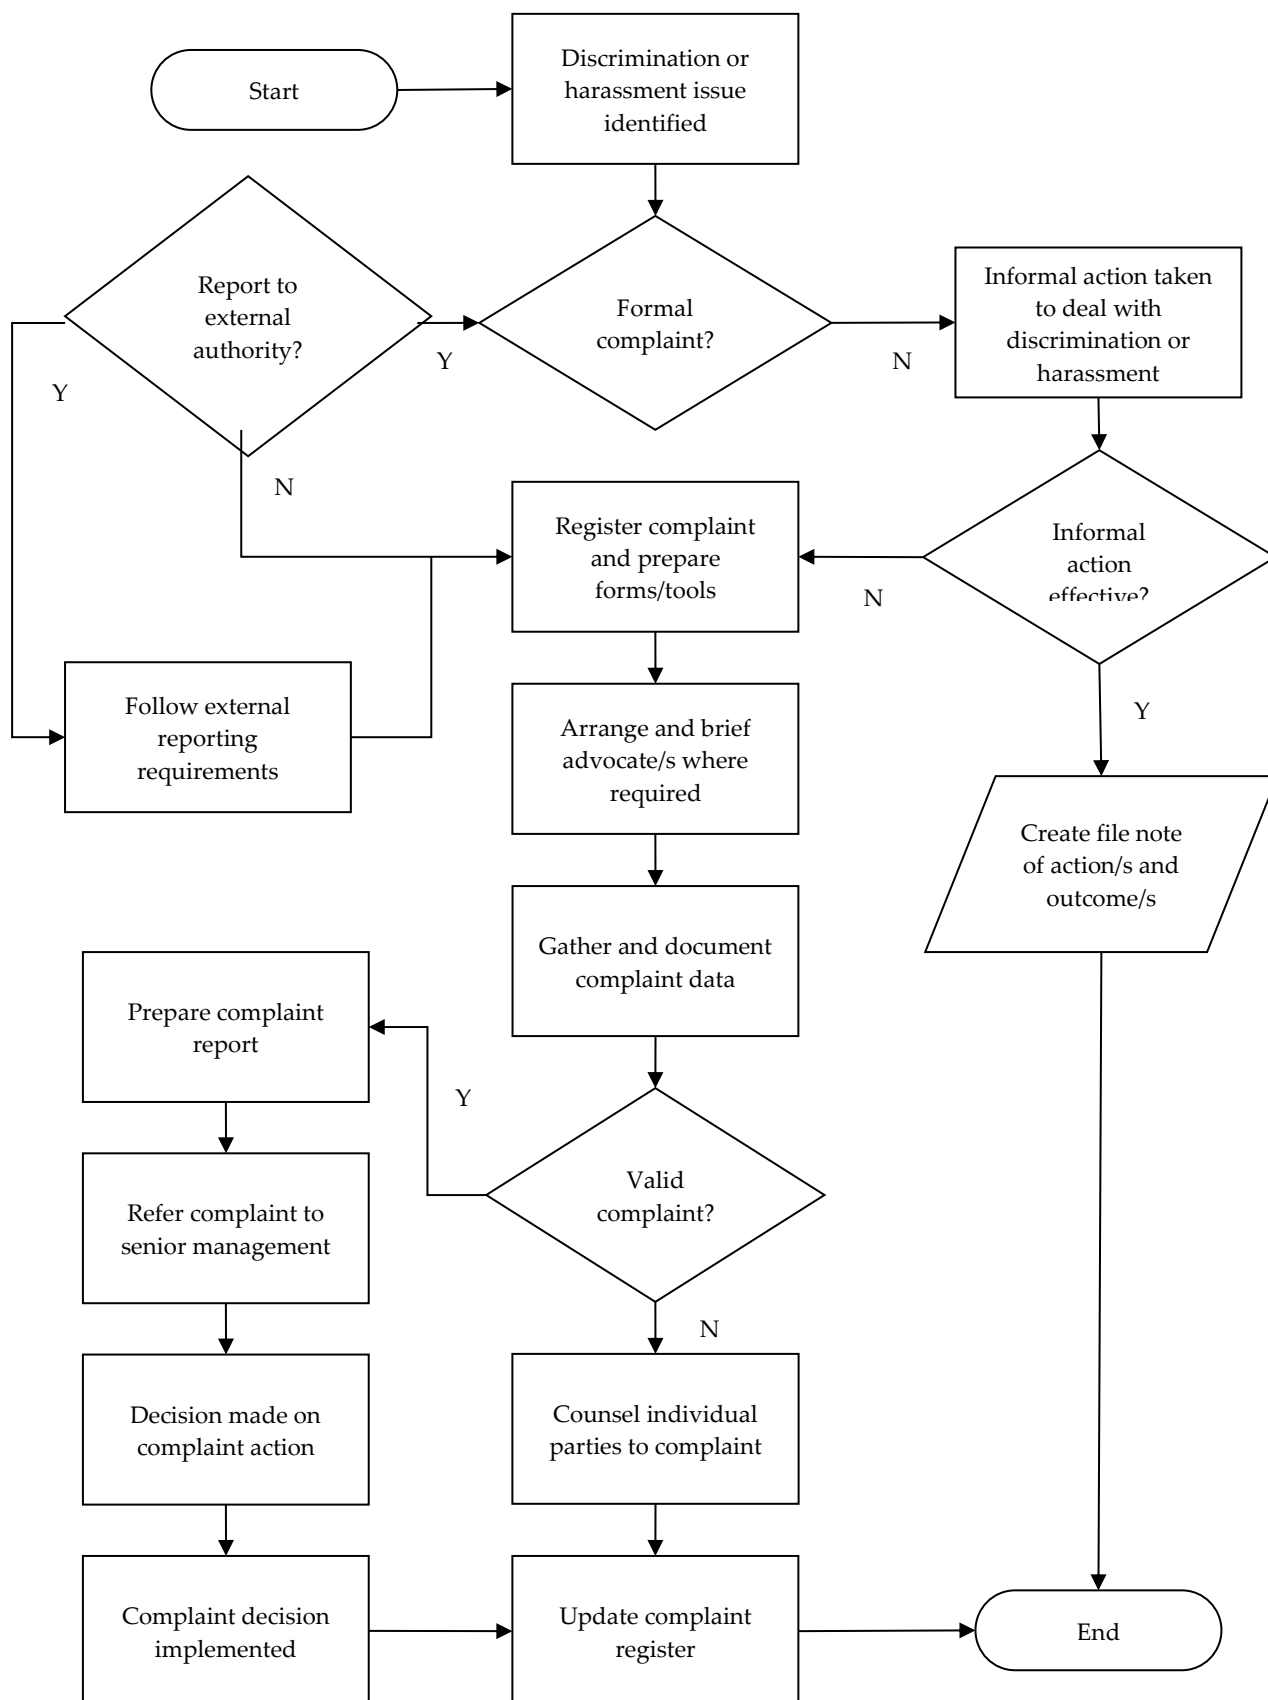 Start
Discrimination or
harassment issue
identified
Report to
external
authority?
Y
Y
N
Formal
complaint?
N
Informal action taken
to deal with
discrimination or
harassment
Register complaint
and prepare
forms/tools
N
Informal
action
effective?
Y
Follow external
reporting
requirements
Arrange and brief
advocate/s where
required
Create file note
of action/s and
outcome/s
Gather and document
complaint data
Prepare complaint
report
Y
Valid
complaint?
N
Refer complaint to
senior management
Decision made on
complaint action
Counsel individual
parties to complaint
Complaint decision
implemented
Update complaint
register
End